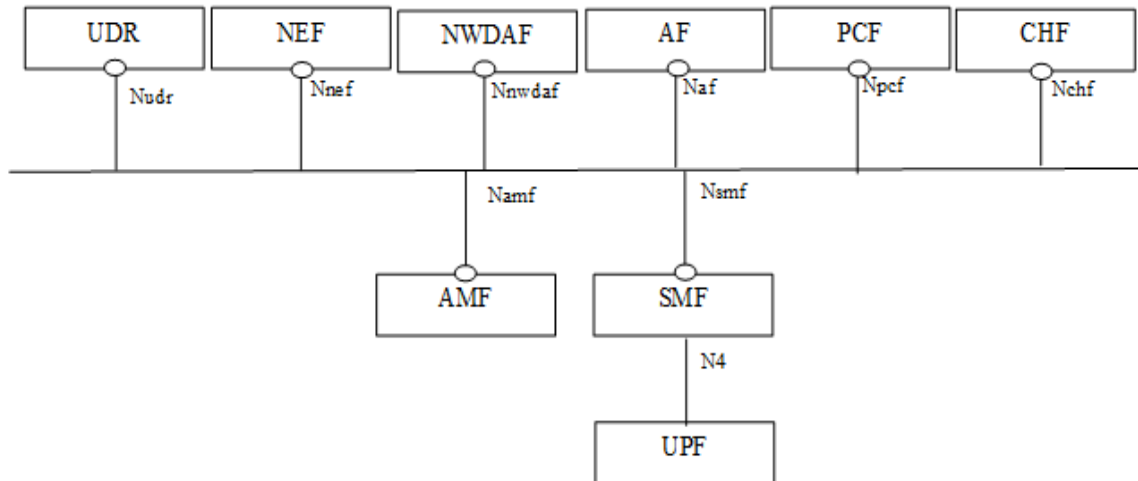 UDR
NEF
NWDAF
AF
PCF
CHF
Nudr
Nnef
Nnwdaf
Naf
Npcf
Nchf
Namf
Nsmf
AMF
SMF
N4
UPF